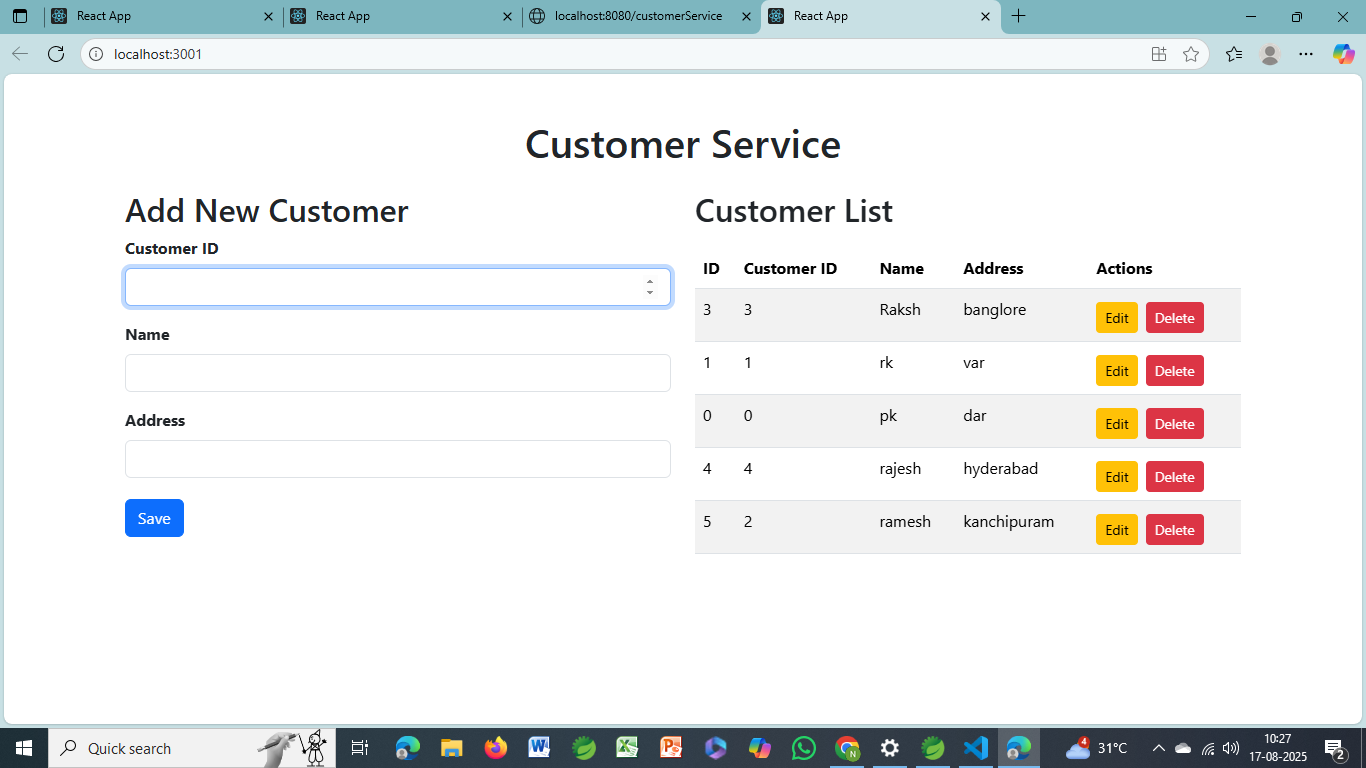 React App
React App
localhost:8080/customerService
React App
localhost:3001
Customer Service
Add New Customer
Customer ID
Name
Address
Save
Customer List
ID Customer ID Name Address Actions
3 3 Raksh banglore Edit Delete
1 1 rk var Edit Delete
0 0 pk dar Edit Delete
4 4 rajesh hyderabad Edit Delete
5 2 ramesh kanchipuram Edit Delete
Quick search
4
31°C
10:27
17-08-2025
2